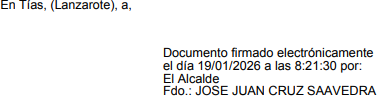 En Tías, (Lanzarote), a,
Documento firmado electrónicamente
el día 19/01/2026 a las 8:21:30 por:
El Alcalde
Fdo.: JOSE JUAN CRUZ SAAVEDRA